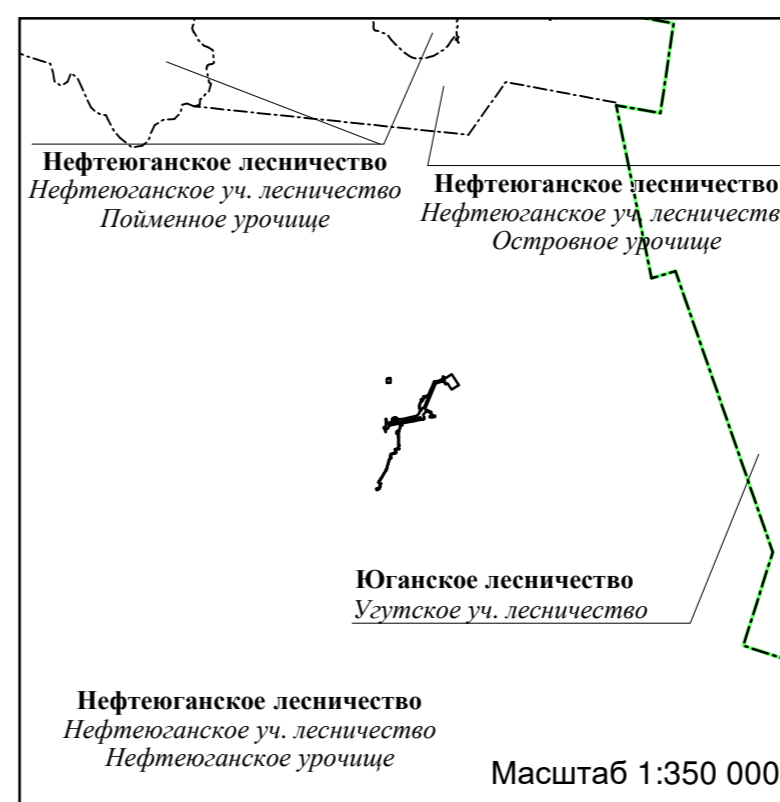 Нефтеюганское лесничество
Нефтеюганское уч. лесничество
Пойменное урочище
Нефтеюганское лесничество
Нефтеюганское уч. лесничеств
Островное урочище
Юганское лесничество
Угутское уч. лесничество
Нефтеюганское лесничество
Нефтеюганское уч. лесничество
Нефтеюганское урочище
Масштаб 1:350 000